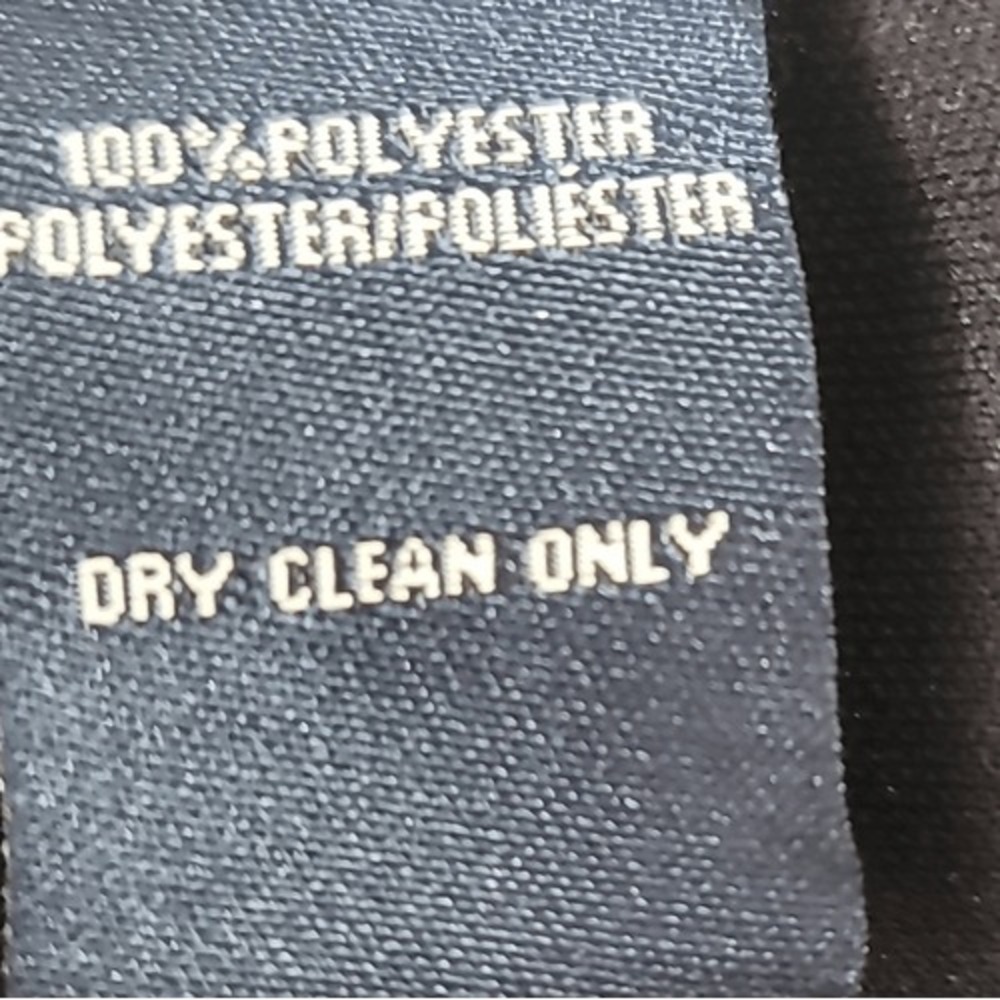 100% POLYESTER
POLYESTER/POLIÉSTER
DRY CLEAN ONLY